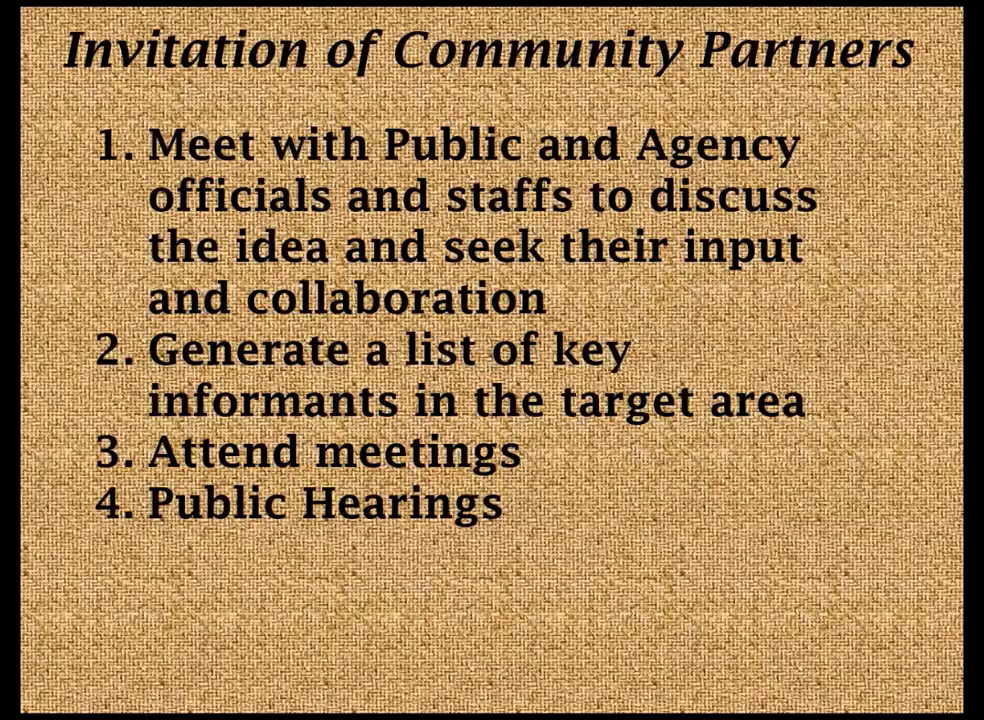 Invitation of Community Partners
1. Meet with Public and Agency
officials and staffs to discuss
the idea and seek their input
and collaboration
2. Generate a list of key
informants in the target area
3. Attend meetings
4. Public Hearings